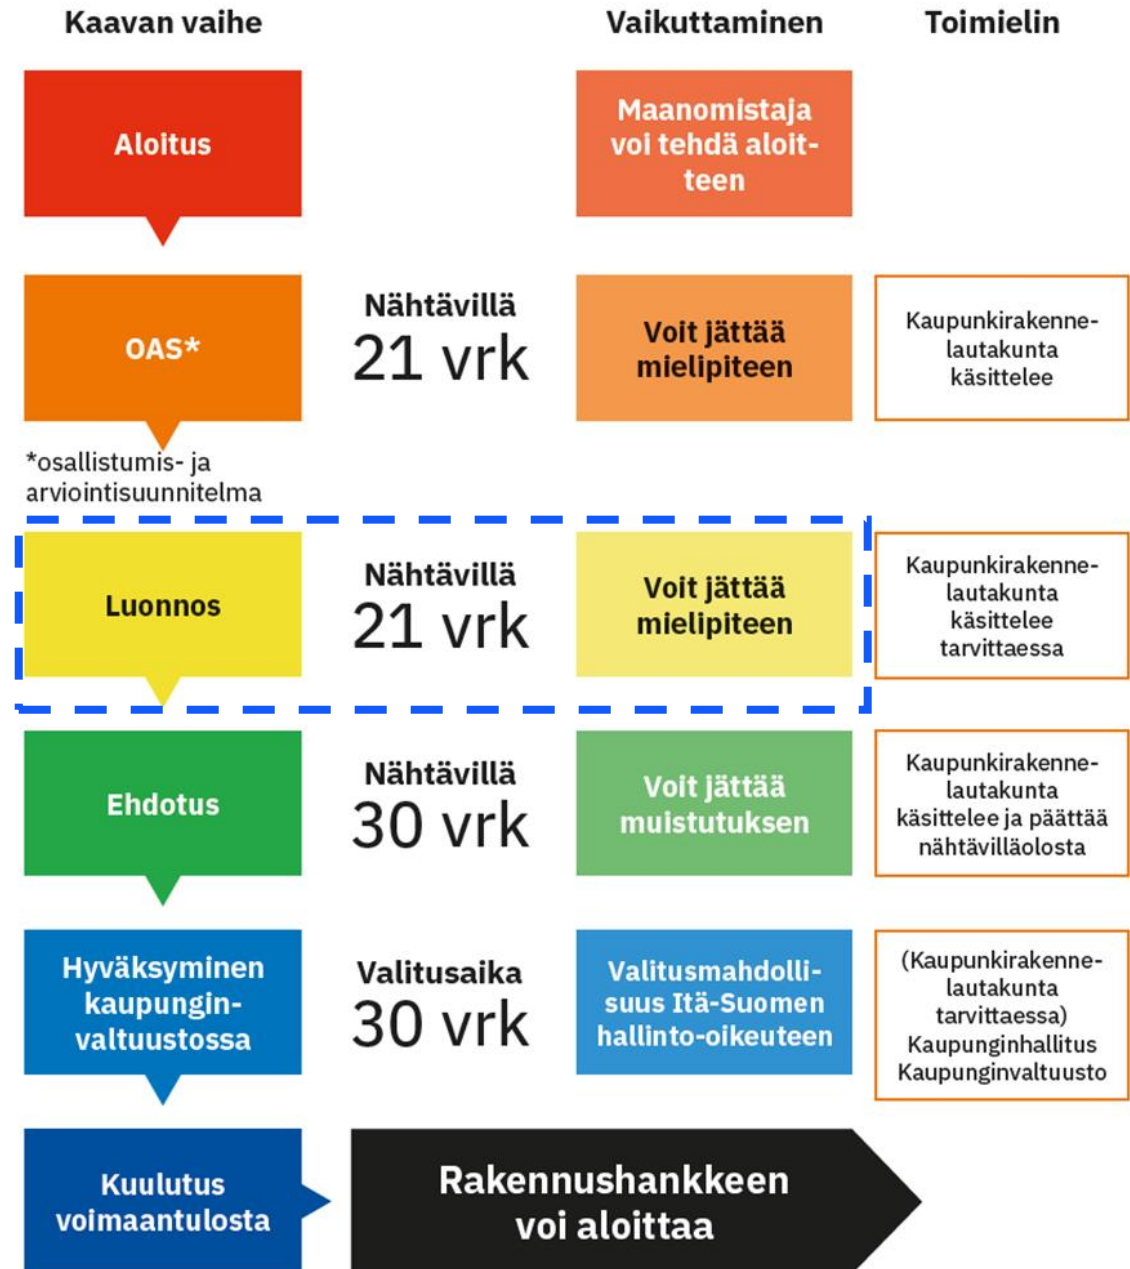 Kaavan vaihe
Vaikuttaminen
Toimielin
Aloitus
Maanomistaja
voi tehdä aloit-
teen
OAS*
Nähtävillä
21 vrk
Voit jättää
mielipiteen
Kaupunkirakenne-
lautakunta
käsittelee
*osallistumis- ja
arviointisuunnitelma
Luonnos
Nähtävillä
21 vrk
Voit jättää
mielipiteen
Kaupunkirakenne-
lautakunta
käsittelee
tarvittaessa
Ehdotus
Nähtävillä
30 vrk
Voit jättää
muistutuksen
Kaupunkirakenne-
lautakunta
käsittelee ja päättää
nähtävilläolosta
Hyväksyminen
kaupungin-
valtuustossa
Valitusaika
30 vrk
Valitusmahdolli-
suus Itä-Suomen
hallinto-oikeuteen
(Kaupunkirakenne-
lautakunta
tarvittaessa)
Kaupunginhallitus
Kaupunginvaltuusto
Kuulutus
voimaantulosta
Rakennushankkeen
voi aloittaa